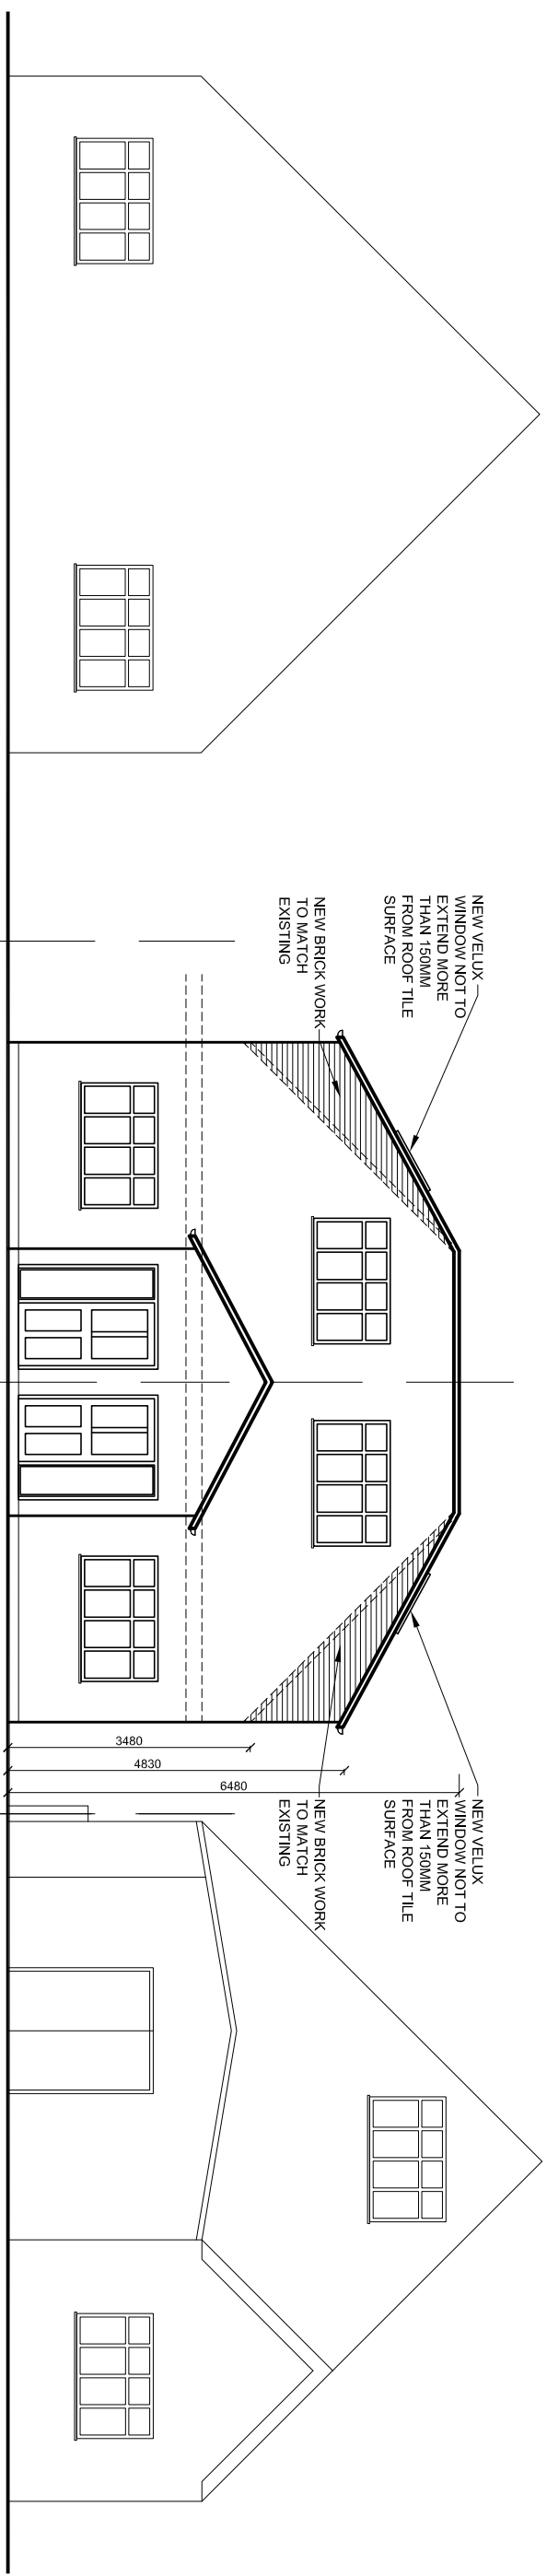 NEW VELUX
WINDOW NOT TO
EXTEND MORE
THAN 150MM
FROM ROOF TILE
SURFACE
NEW BRICK WORK
TO MATCH
EXISTING
NEW VELUX
WINDOW NOT TO
EXTEND MORE
THAN 150MM
FROM ROOF TILE
SURFACE
NEW BRICK WORK
TO MATCH
EXISTING
3480
4830
6480